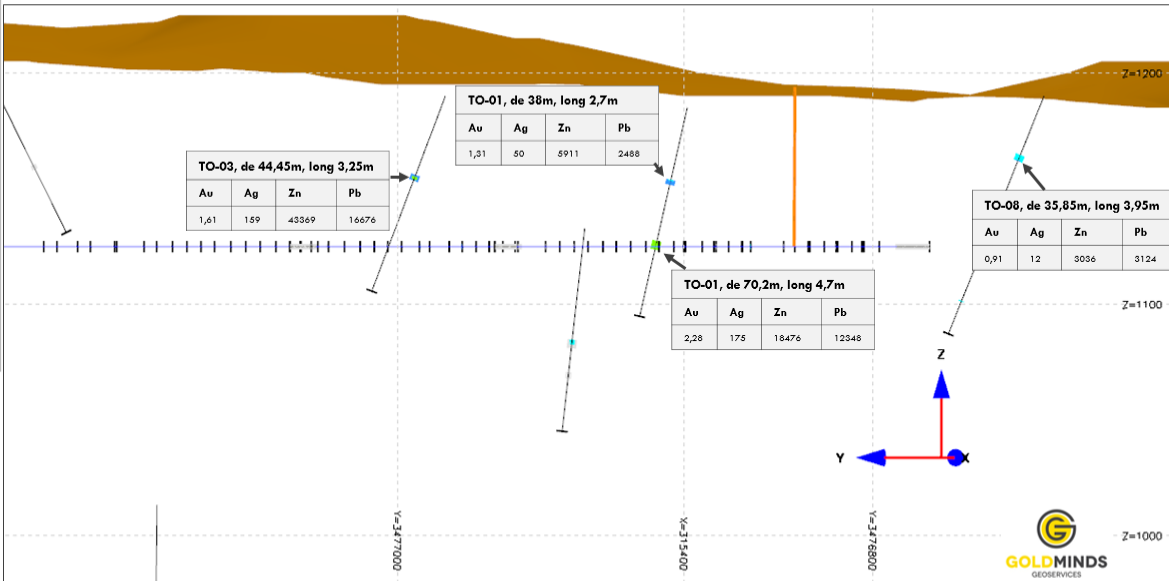 Z=1200
TO-01, de 38m, long 2,7m
Au Ag Zn Pb
1,31 50 5911 2488
TO-03, de 44,45m, long 3,25m
Au Ag Zn Pb
1,61 159 43369 16676
TO-08, de 35,85m, long 3,95m
Au Ag Zn Pb
0,91 12 3036 3124
TO-01, de 70,2m, long 4,7m
Au Ag Zn Pb
2,28 175 18476 12348
Z=1100
Z
Y
X
Y=3477000
X=315400
Y=3476800
Z=1000
GOLDMINDS
GEOSERVICES